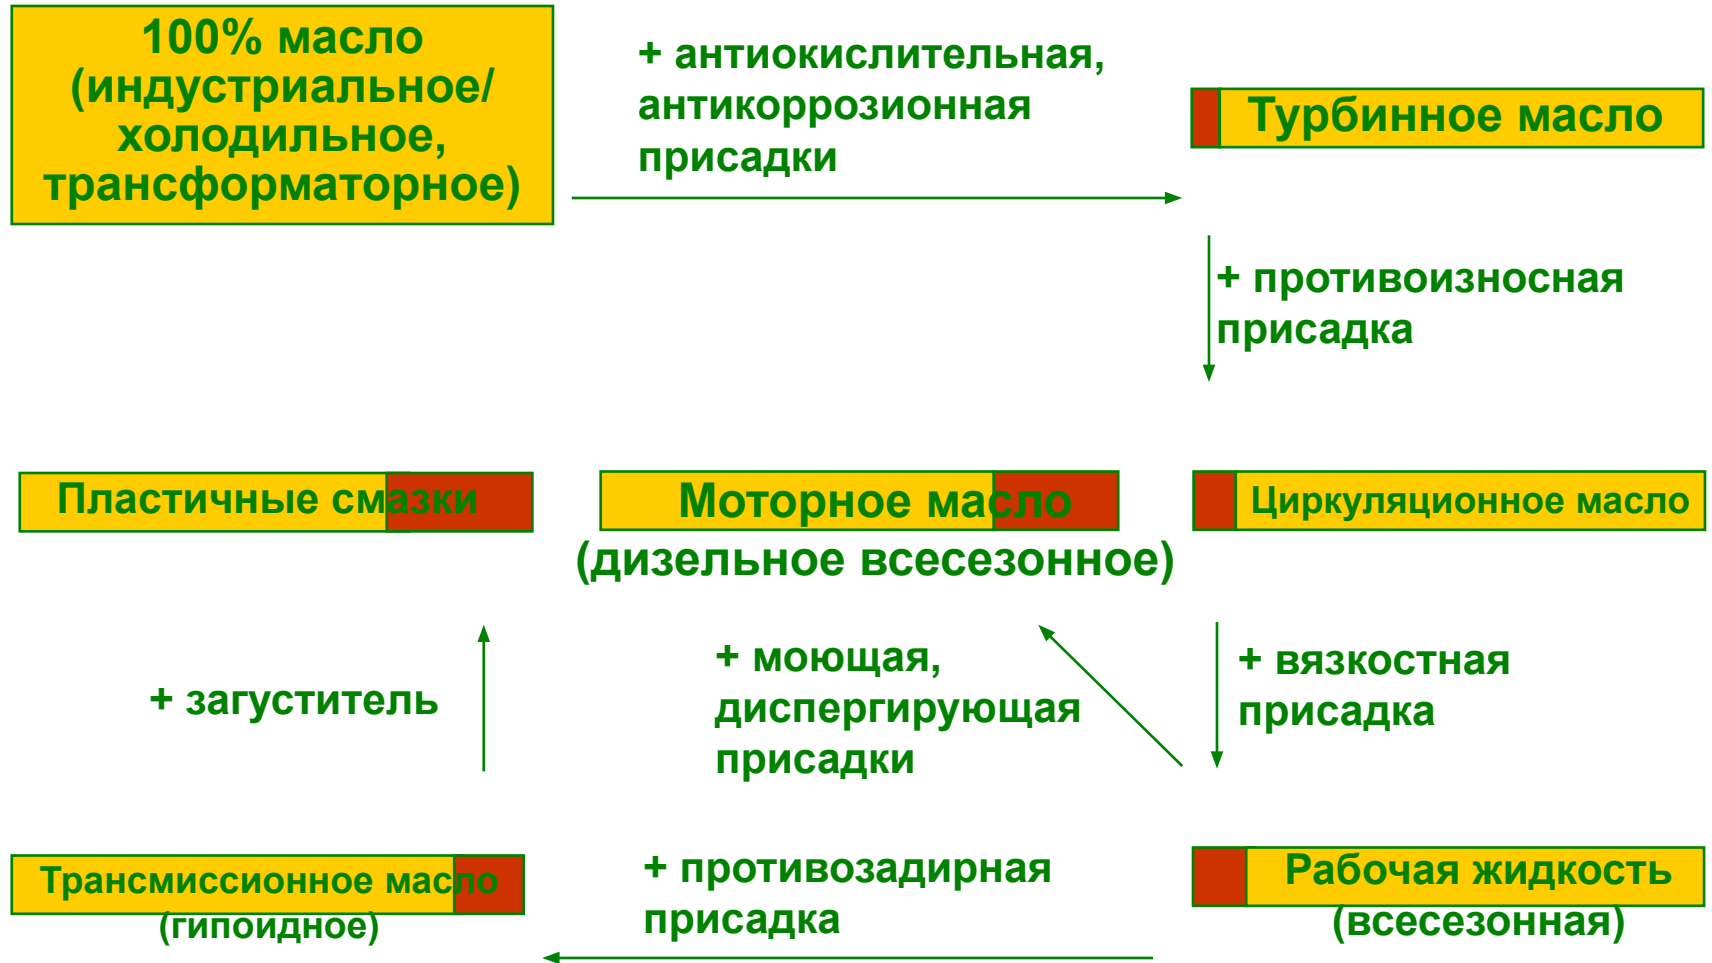 100% масло
(индустриальное/
холодильное,
трансформаторное)
+ антиокислительная,
антикоррозионная
присадки
Турбинное масло
+ противоизносная
присадка
Пластичные смазки
Моторное масло
(дизельное всесезонное)
Циркуляционное масло
+ загуститель
+ моющая,
диспергирующая
присадки
+ вязкостная
присадка
Трансмиссионное масло
(гипоидное)
+ противозадирная
присадка
Рабочая жидкость
(всесезонная)